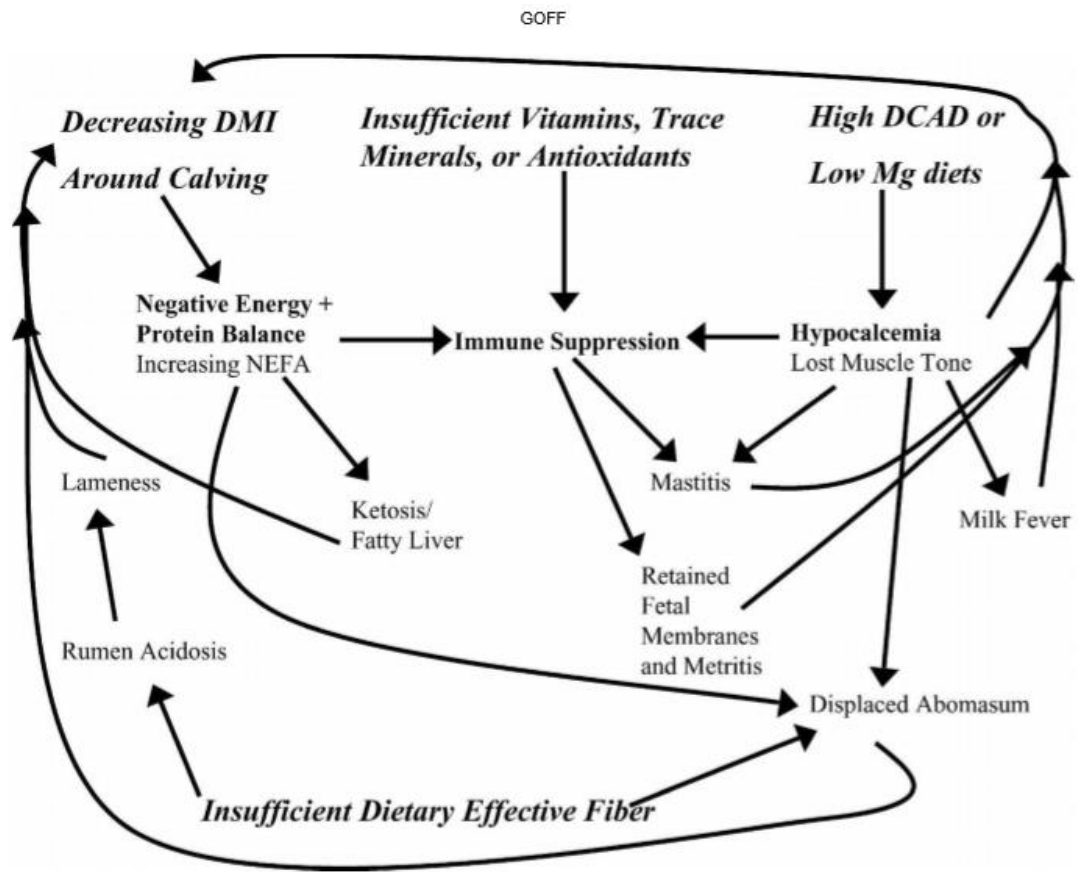 GOFF
Decreasing DMI
Around Calving
Insufficient Vitamins, Trace
Minerals, or Antioxidants
High DCAD or
Low Mg diets
Negative Energy +
Protein Balance
Increasing NEFA
Immune Suppression
Hypocalcemia
Lost Muscle Tone
Lameness
Ketosis/
Fatty Liver
Mastitis
Milk Fever
Retained
Fetal
Membranes
and Metritis
Rumen Acidosis
Displaced Abomasum
Insufficient Dietary Effective Fiber